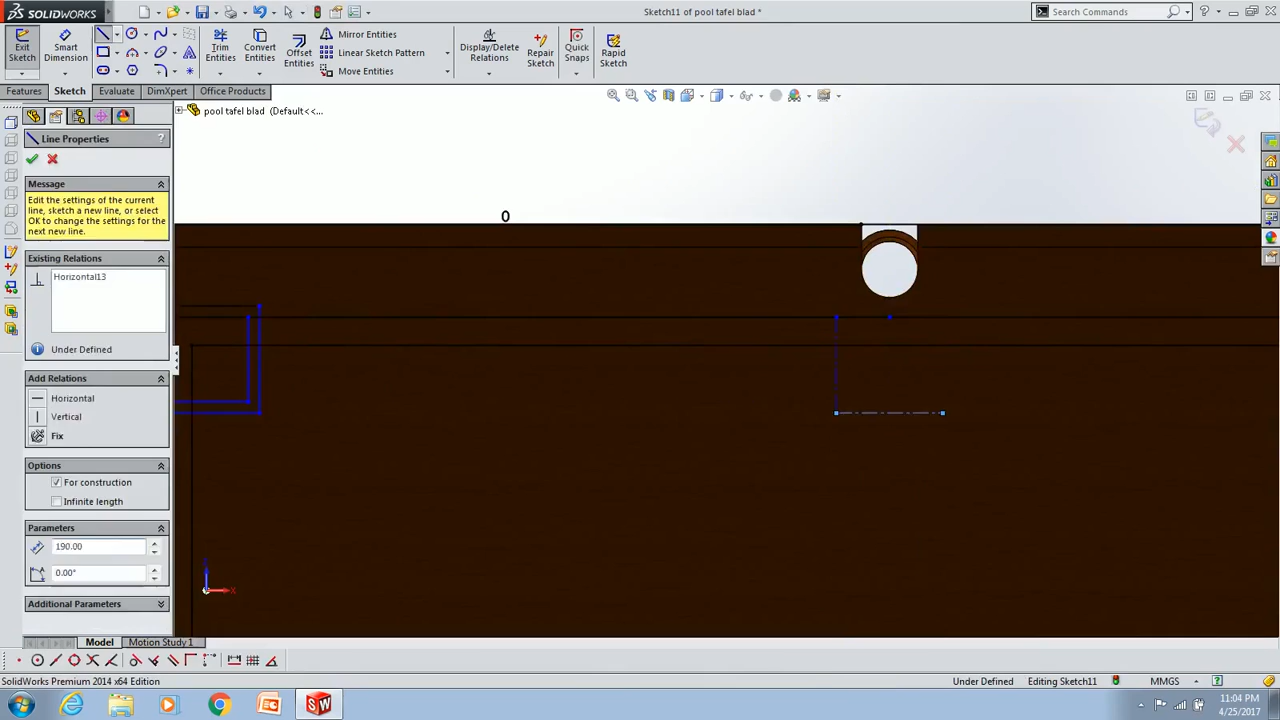 SOLIDWORKS
Sketch11 of pool tafel blad *
Search Commands
Exit
Sketch
Smart
Dimension
Trim
Entities
Convert
Entities
Offset
Entities
Mirror Entities
Linear Sketch Pattern
Move Entities
Display/Delete
Relations
Repair
Sketch
Quick
Snaps
Rapid
Sketch
Features
Sketch
Evaluate
DimXpert
Office Products
pool tafel blad (Default<<...
Line Properties
?
Message
Edit the settings of the current
line, sketch a new line, or select
OK to change the settings for the
next new line.
Existing Relations
Horizontal13
Under Defined
Add Relations
Horizontal
Vertical
Fix
Options
For construction
Infinite length
Parameters
190.00
0.00°
Additional Parameters
0
X
Model
Motion Study 1
SolidWorks Premium 2014 x64 Edition
Under Defined
Editing Sketch11
MMGS
?
11:04 PM
4/25/2017